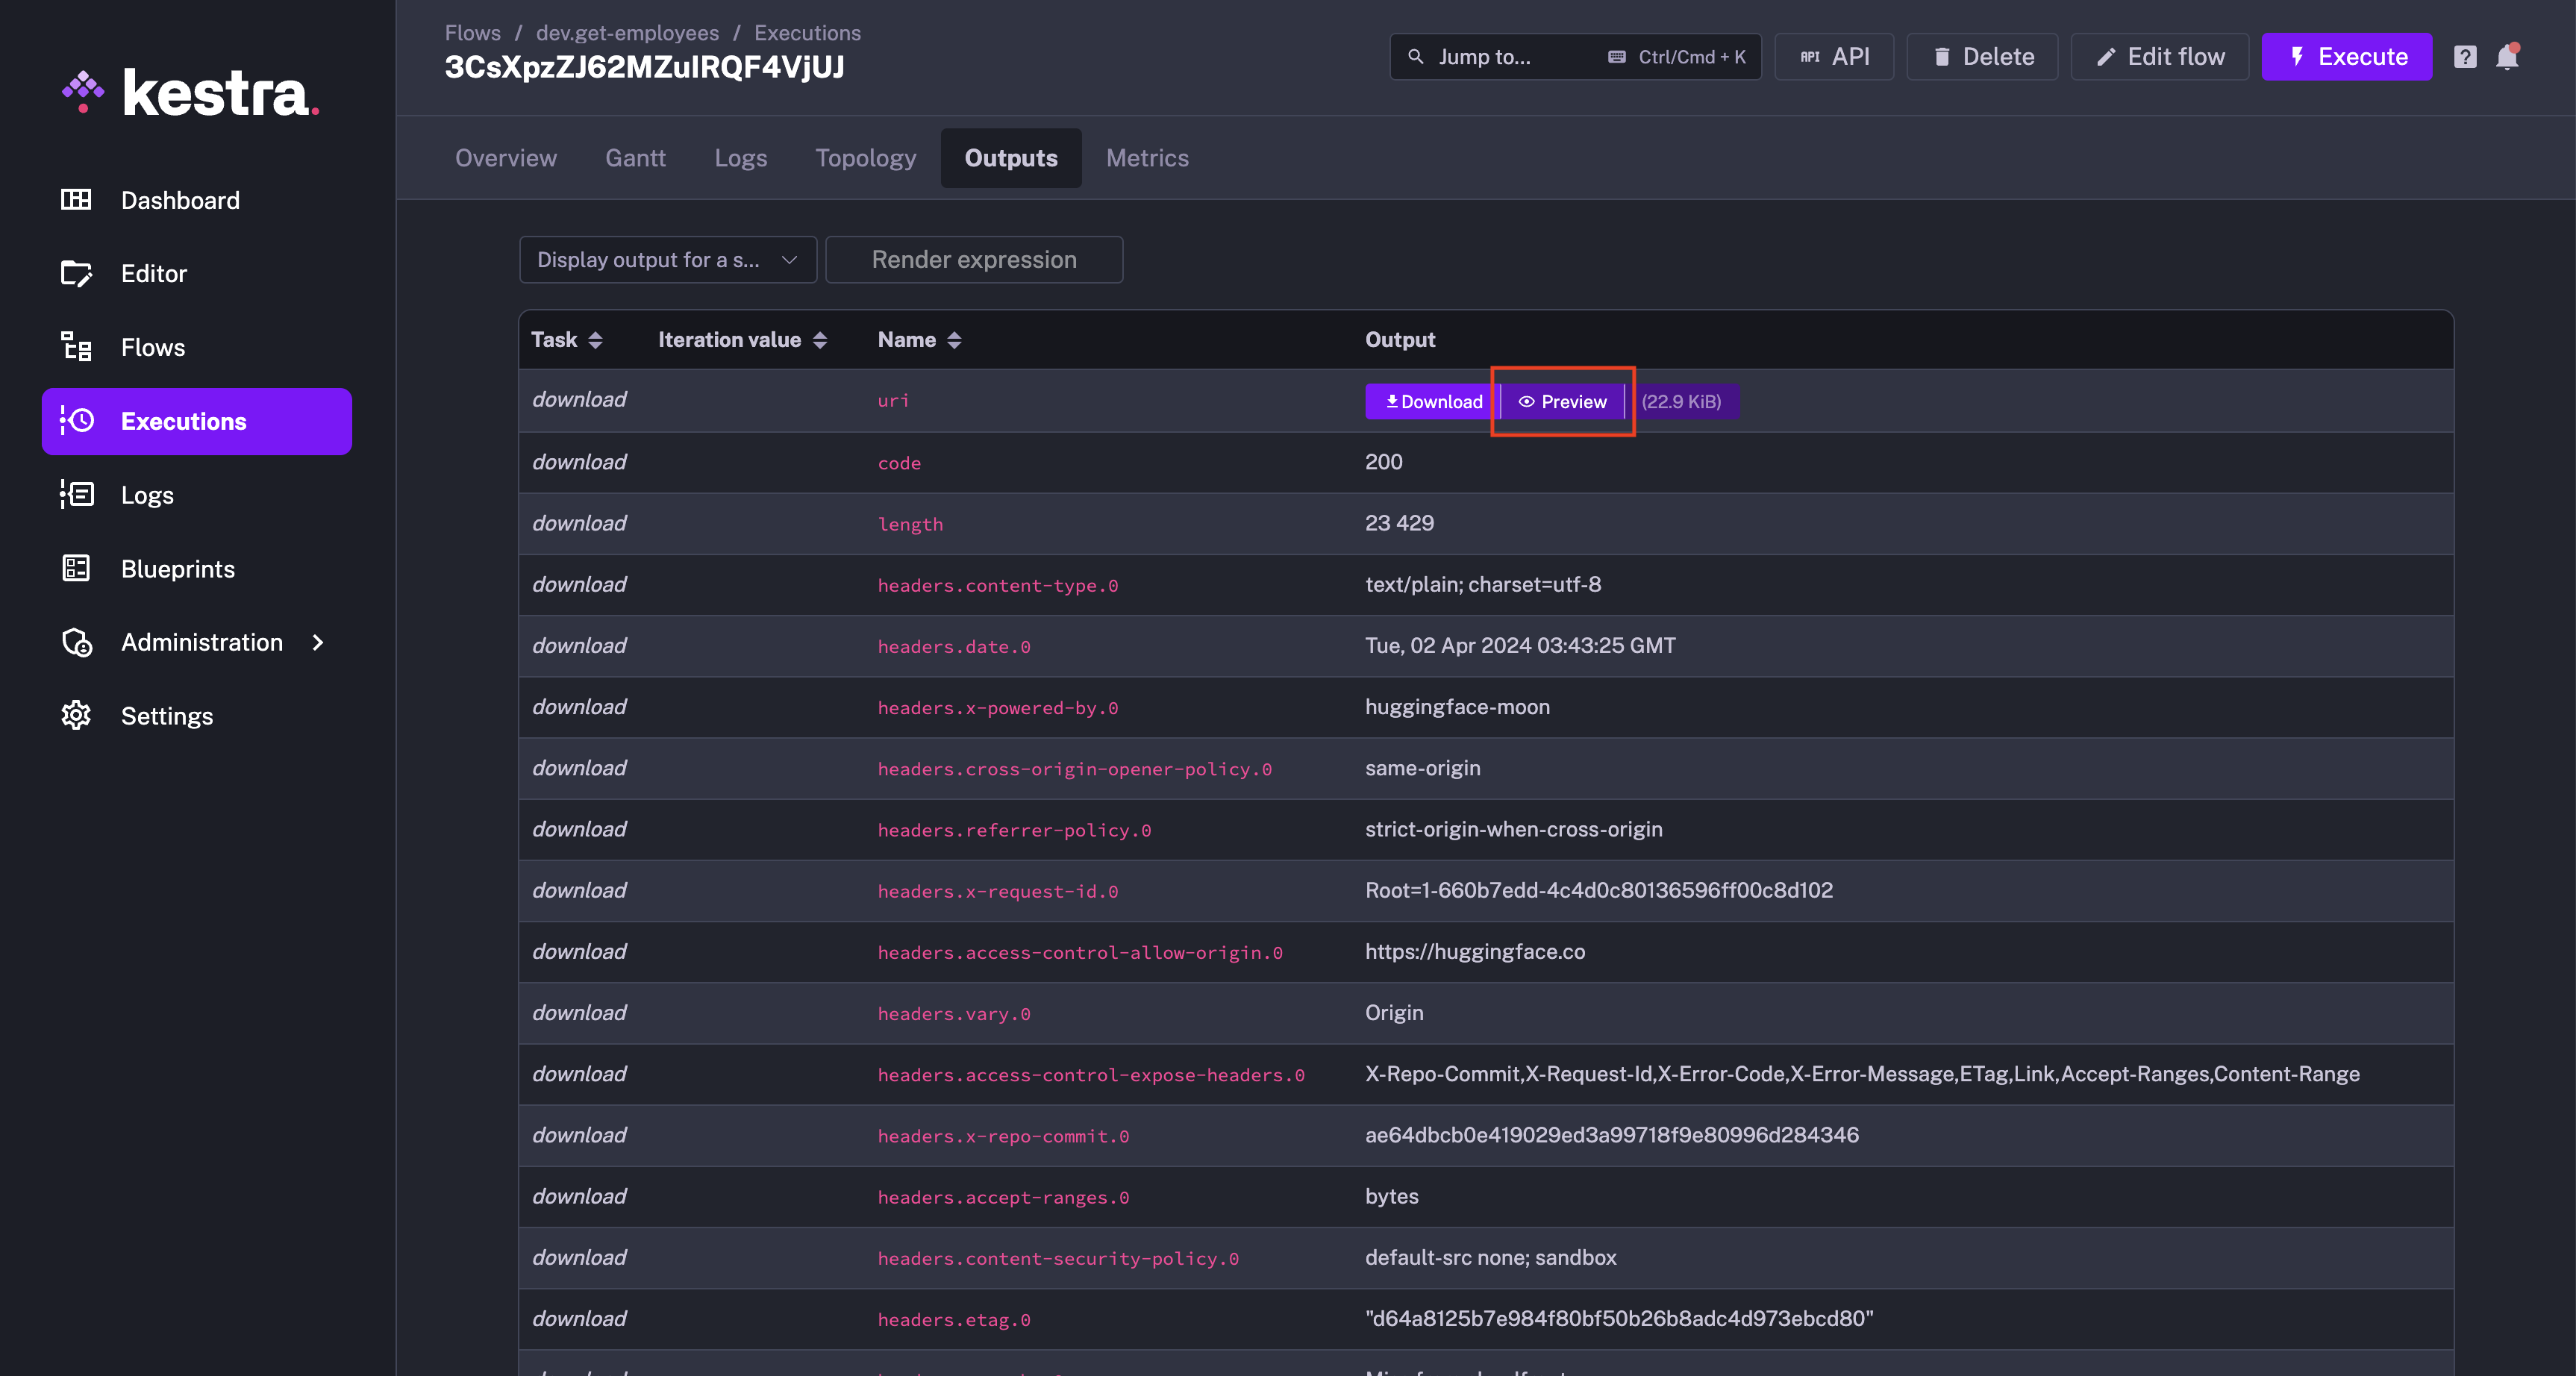 kestra.
Dashboard
Editor
Flows
Executions
Logs
Blueprints
Administration
Settings
Flows / dev.get-employees / Executions
3CsXpzZJ62MZuIRQF4VjUJ
Jump to... Ctrl/Cmd + K
API API
Delete
Edit flow
Execute
?
Overview Gantt Logs Topology Outputs Metrics
Display output for a s... Render expression
Task Iteration value Name Output
download uri Download Preview (22.9 KiB)
download code 200
download length 23 429
download headers.content-type.0 text/plain; charset=utf-8
download headers.date.0 Tue, 02 Apr 2024 03:43:25 GMT
download headers.x-powered-by.0 huggingface-moon
download headers.cross-origin-opener-policy.0 same-origin
download headers.referrer-policy.0 strict-origin-when-cross-origin
download headers.x-request-id.0 Root=1-660b7edd-4c4d0c80136596ff00c8d102
download headers.access-control-allow-origin.0 https://huggingface.co
download headers.vary.0 Origin
download headers.access-control-expose-headers.0 X-Repo-Commit,X-Request-Id,X-Error-Code,X-Error-Message,ETag,Link,Accept-Ranges,Content-Range
download headers.x-repo-commit.0 ae64dbcb0e419029ed3a99718f9e80996d284346
download headers.accept-ranges.0 bytes
download headers.content-security-policy.0 default-src none; sandbox
download headers.etag.0 "d64a8125b7e984f80bf50b26b8adc4d973ebcd80"